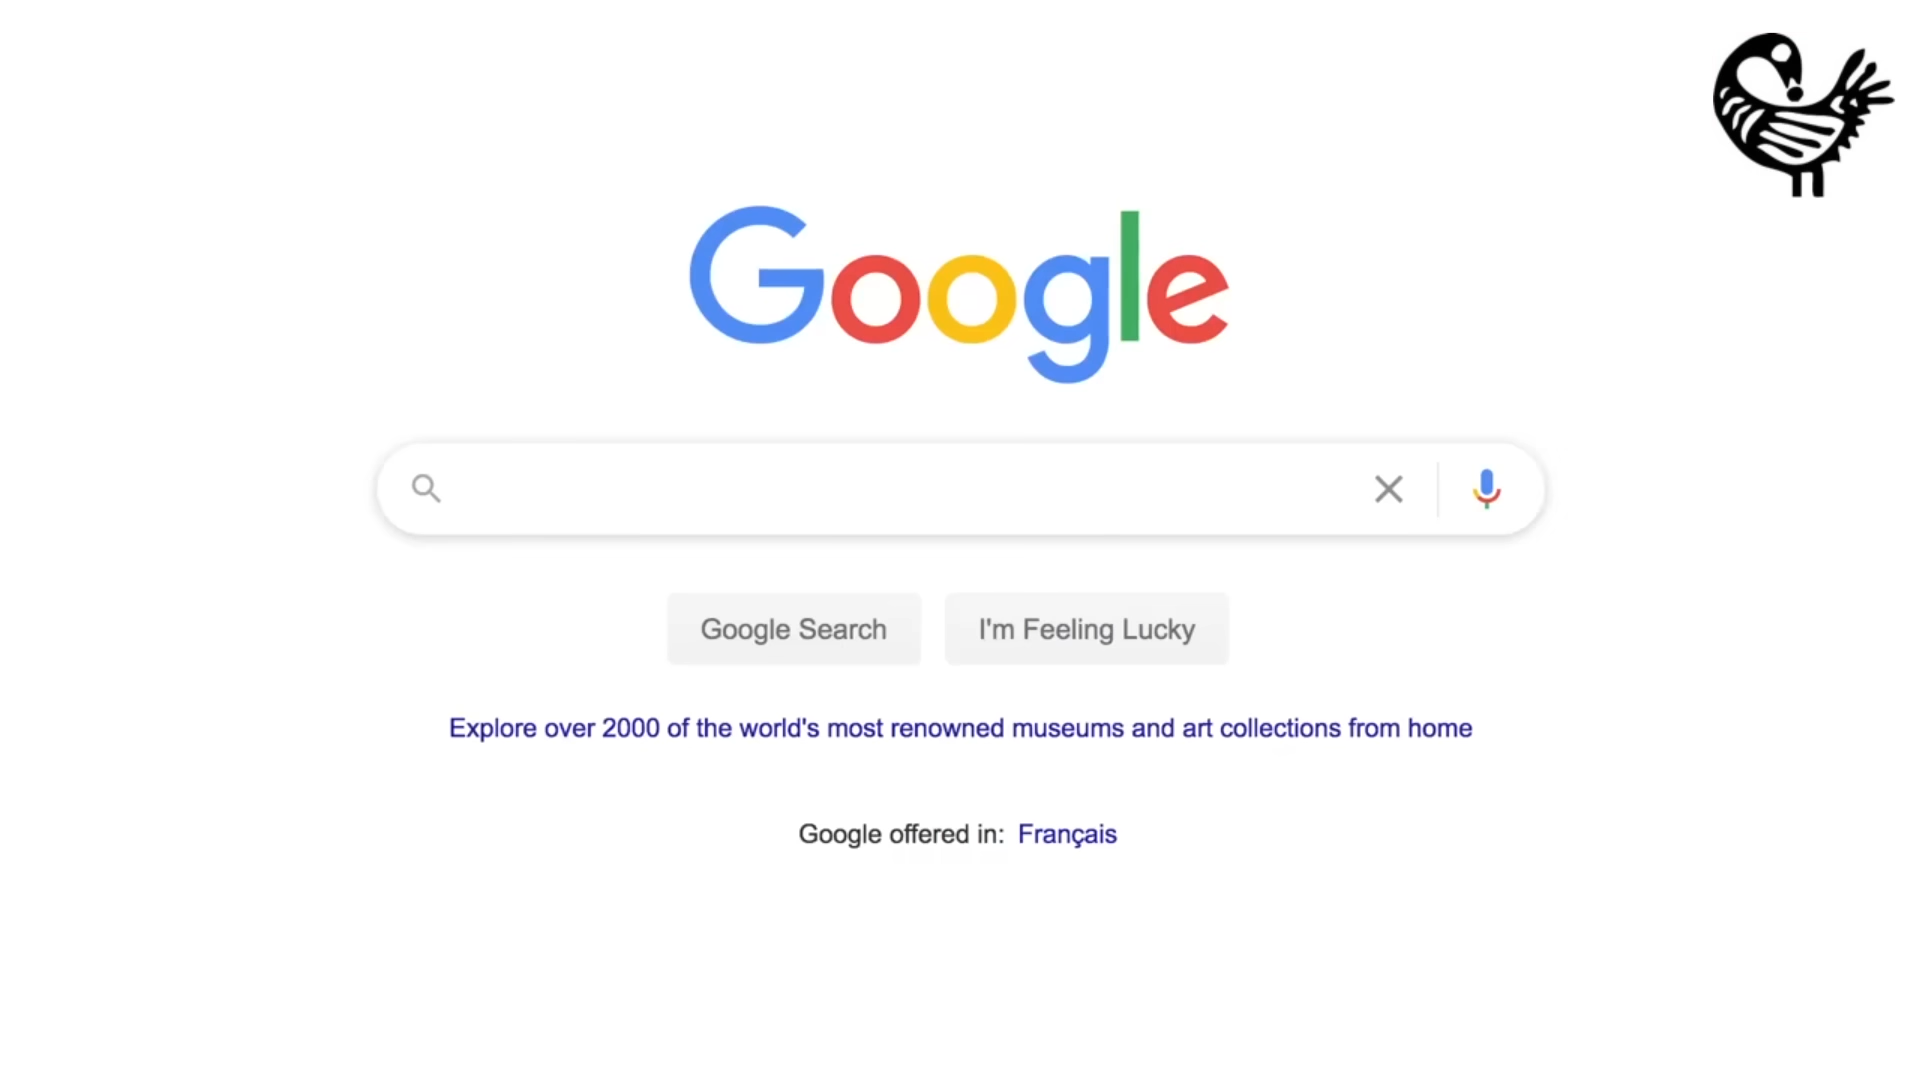 Google
Google Search
I'm Feeling Lucky
Explore over 2000 of the world's most renowned museums and art collections from home
Google offered in: Français